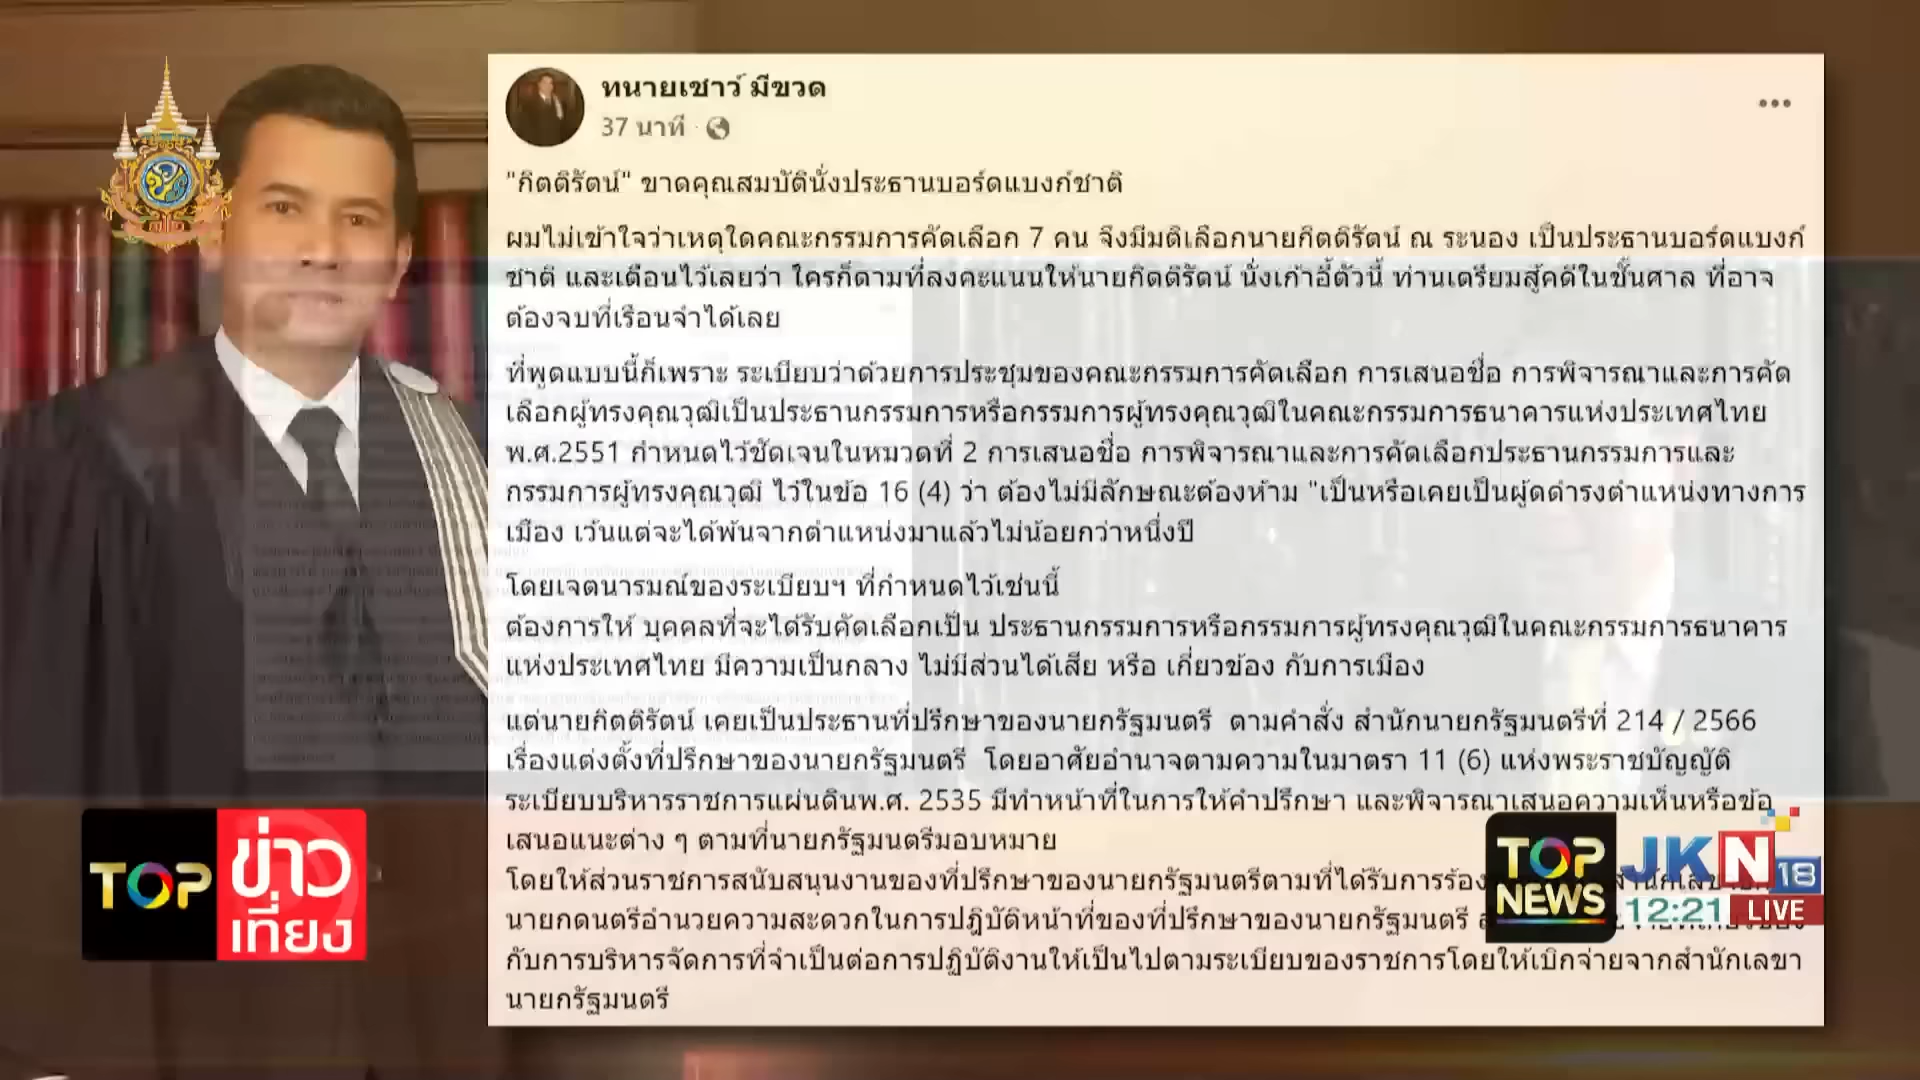 ทนายเชาว์ มีขวด
37 นาที ·
"กิตติรัตน์" ขาดคุณสมบัตินั่งประธานบอร์ดแบงก์ชาติ
ผมไม่เข้าใจว่าเหตุใดคณะกรรมการคัดเลือก 7 คน จึงมีมติเลือกนายกิตติรัตน์ ณ ระนอง เป็นประธานบอร์ดแบงก์
ชาติ และเตือนไว้เลยว่า ใครก็ตามที่ลงคะแนนให้นายกิตติรัตน์ นั่งเก้าอี้ตัวนี้ ท่านเตรียมสู้คดีในชั้นศาล ที่อาจ
ต้องจบที่เรือนจำได้เลย
ที่พูดแบบนี้ก็เพราะ ระเบียบว่าด้วยการประชุมของคณะกรรมการคัดเลือก การเสนอชื่อ การพิจารณาและการคัด
เลือกผู้ทรงคุณวุฒิเป็นประธานกรรมการหรือกรรมการผู้ทรงคุณวุฒิในคณะกรรมการธนาคารแห่งประเทศไทย
พ.ศ.2551 กำหนดไว้ชัดเจนในหมวดที่ 2 การเสนอชื่อ การพิจารณาและการคัดเลือกประธานกรรมการและ
กรรมการผู้ทรงคุณวุฒิ ไว้ในข้อ 16 (4) ว่า ต้องไม่มีลักษณะต้องห้าม "เป็นหรือเคยเป็นผู้ดดำรงตำแหน่งทางการ
เมือง เว้นแต่จะได้พ้นจากตำแหน่งมาแล้วไม่น้อยกว่าหนึ่งปี
โดยเจตนารมณ์ของระเบียบฯ ที่กำหนดไว้เช่นนี้
ต้องการให้ บุคคลที่จะได้รับคัดเลือกเป็น ประธานกรรมการหรือกรรมการผู้ทรงคุณวุฒิในคณะกรรมการธนาคาร
แห่งประเทศไทย มีความเป็นกลาง ไม่มีส่วนได้เสีย หรือ เกี่ยวข้อง กับการเมือง
แต่นายกิตติรัตน์ เคยเป็นประธานที่ปรึกษาของนายกรัฐมนตรี ตามคำสั่ง สำนักนายกรัฐมนตรีที่ 214 / 2566
เรื่องแต่งตั้งที่ปรึกษาของนายกรัฐมนตรี โดยอาศัยอำนาจตามความในมาตรา 11 (6) แห่งพระราชบัญญัติ
ระเบียบบริหารราชการแผ่นดินพ.ศ. 2535 มีทำหน้าที่ในการให้คำปรึกษา และพิจารณาเสนอความเห็นหรือข้อ
เสนอแนะต่าง ๆ ตามที่นายกรัฐมนตรีมอบหมาย
โดยให้ส่วนราชการสนับสนุนงานของที่ปรึกษาของนายกรัฐมนตรีตามที่ได้รับการร้อง
นายกดนตรีอำนวยความสะดวกในการปฎิบัติหน้าที่ของที่ปรึกษาของนายกรัฐมนตรี
กับการบริหารจัดการที่จำเป็นต่อการปฏิบัติงานให้เป็นไปตามระเบียบของราชการโดยให้เบิกจ่ายจากสำนักเลขา
นายกรัฐมนตรี
TOP ข่าว
เที่ยง
TOP
NEWS
JKN 18
12:21 LIVE